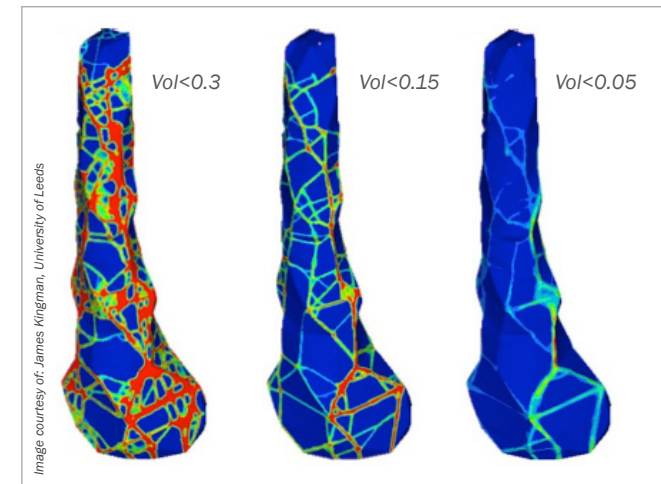 Vol<0.3
Vol<0.15
Vol<0.05
Image courtesy of: James Kingman, University of Leeds